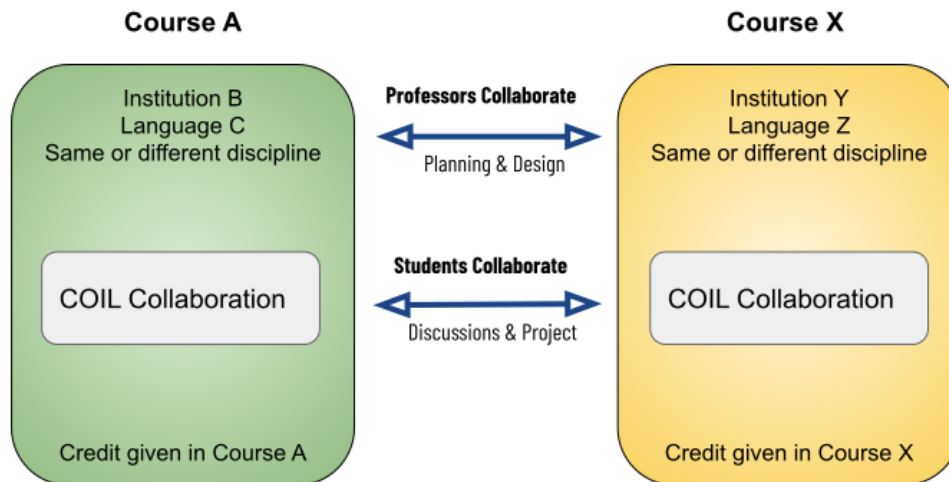 Course A
Course X
Institution B
Language C
Same or different discipline
COIL Collaboration
Credit given in Course A
Professors Collaborate
Planning & Design
Students Collaborate
Discussions & Project
Institution Y
Language Z
Same or different discipline
COIL Collaboration
Credit given in Course X